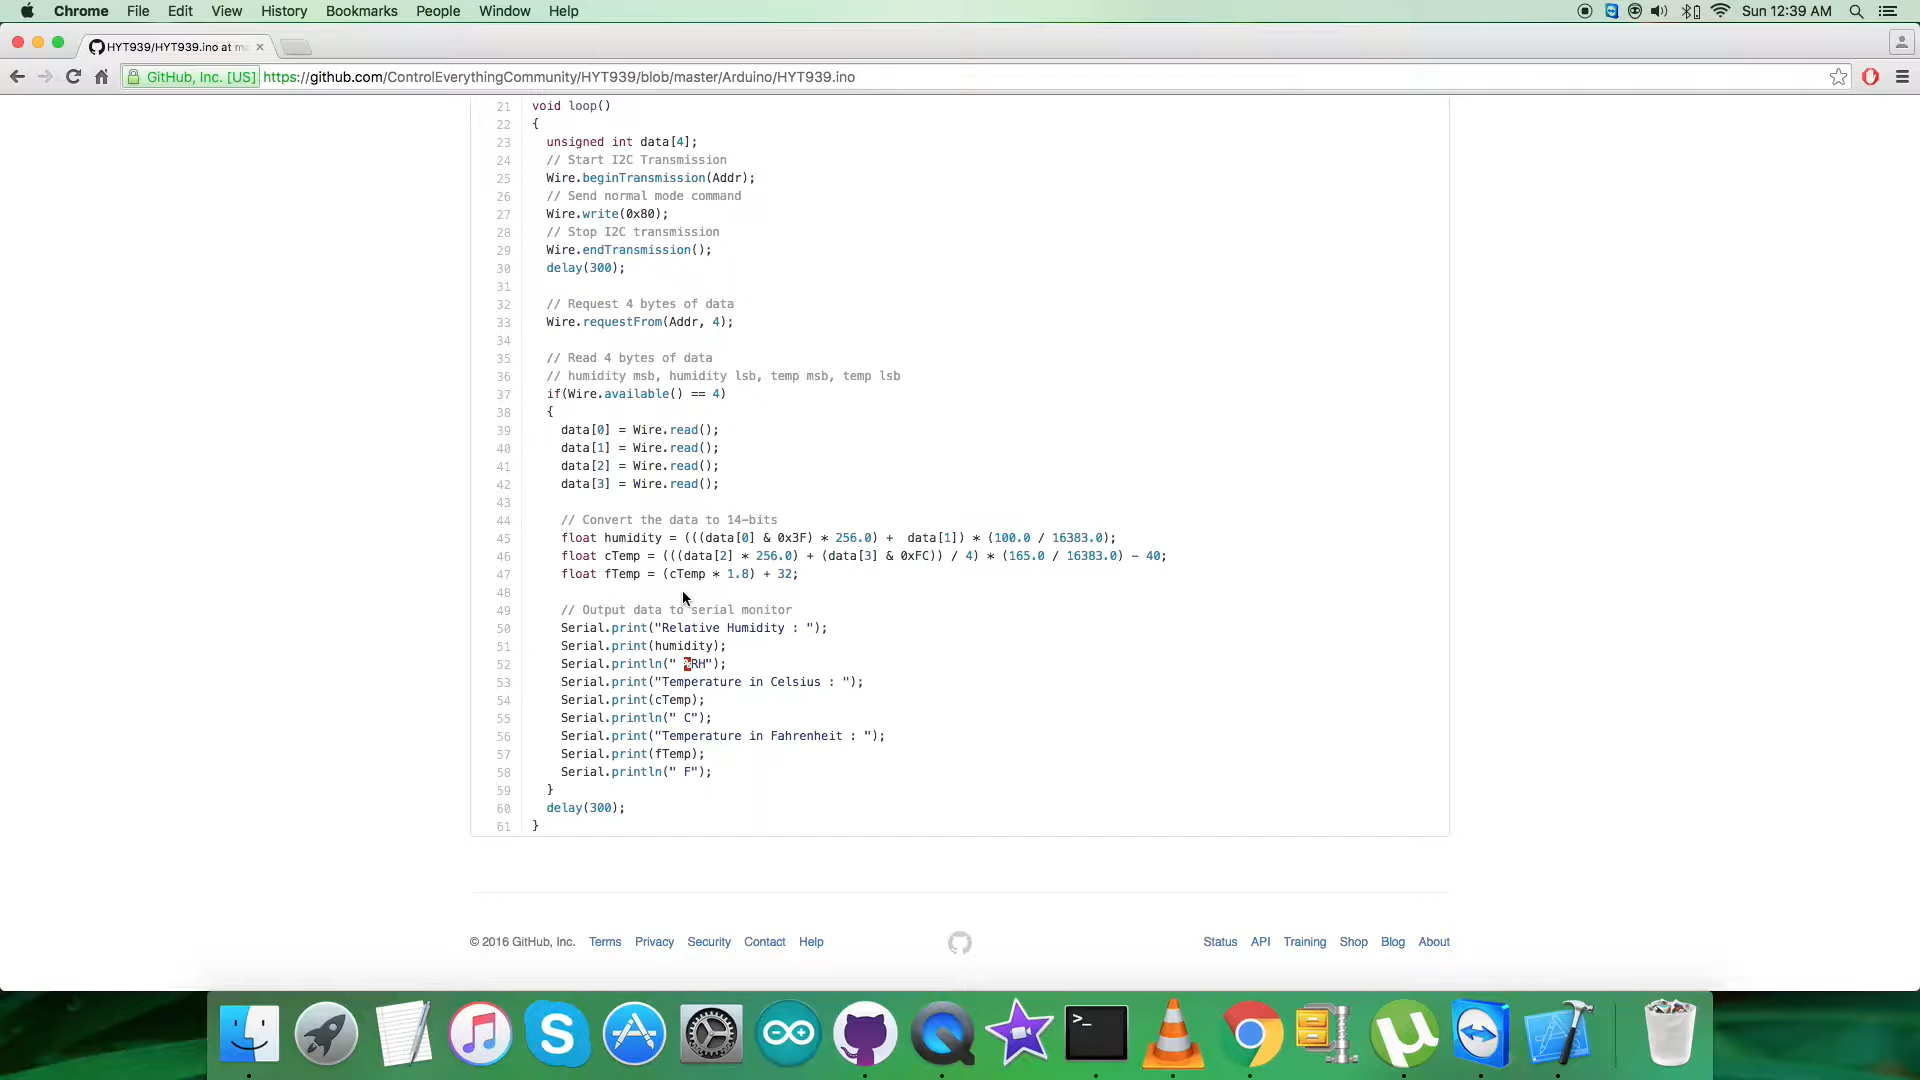 Chrome File Edit View History Bookmarks People Window Help Sun 12:39 AM
HYT939/HYT939.ino at m
GitHub, Inc. [US] https://github.com/ControlEverythingCommunity/HYT939/blob/master/Arduino/HYT939.ino
21 void loop()
22 {
23 unsigned int data[4];
24 // Start I2C Transmission
25 Wire.beginTransmission(Addr);
26 // Send normal mode command
27 Wire.write(0x80);
28 // Stop I2C transmission
29 Wire.endTransmission();
30 delay(300);
31
32 // Request 4 bytes of data
33 Wire.requestFrom(Addr, 4);
34
35 // Read 4 bytes of data
36 // humidity msb, humidity lsb, temp msb, temp lsb
37 if(Wire.available() == 4)
38 {
39 data[0] = Wire.read();
40 data[1] = Wire.read();
41 data[2] = Wire.read();
42 data[3] = Wire.read();
43
44 // Convert the data to 14-bits
45 float humidity = (((data[0] & 0x3F) * 256.0) +  data[1]) * (100.0 / 16383.0);
46 float cTemp = (((data[2] * 256.0) + (data[3] & 0xFC)) / 4) * (165.0 / 16383.0) - 40;
47 float fTemp = (cTemp * 1.8) + 32;
48
49 // Output data to serial monitor
50 Serial.print("Relative Humidity : ");
51 Serial.print(humidity);
52 Serial.println(" %RH");
53 Serial.print("Temperature in Celsius : ");
54 Serial.print(cTemp);
55 Serial.println(" C");
56 Serial.print("Temperature in Fahrenheit : ");
57 Serial.print(fTemp);
58 Serial.println(" F");
59 }
60 delay(300);
61 }
© 2016 GitHub, Inc. Terms Privacy Security Contact Help Status API Training Shop Blog About